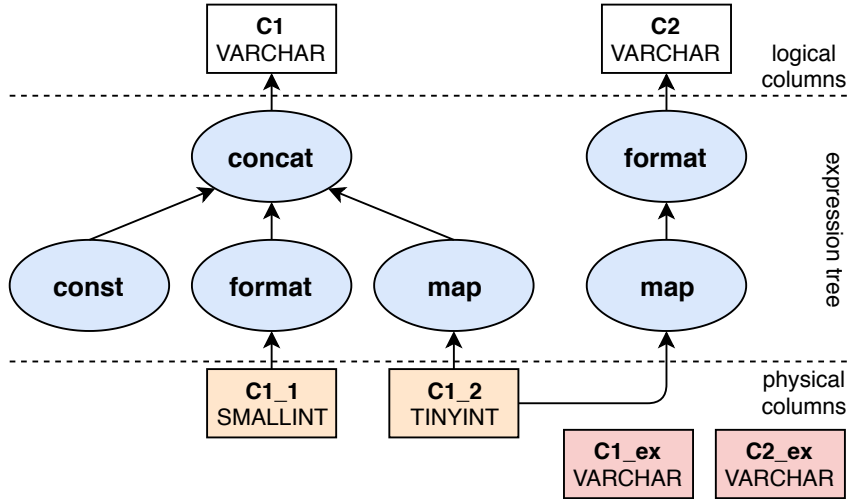 C1
VARCHAR
C2
VARCHAR
logical
columns
concat
format
const
format
map
map
expression tree
C1_1
SMALLINT
C1_2
TINYINT
physical
columns
C1_ex
VARCHAR
C2_ex
VARCHAR